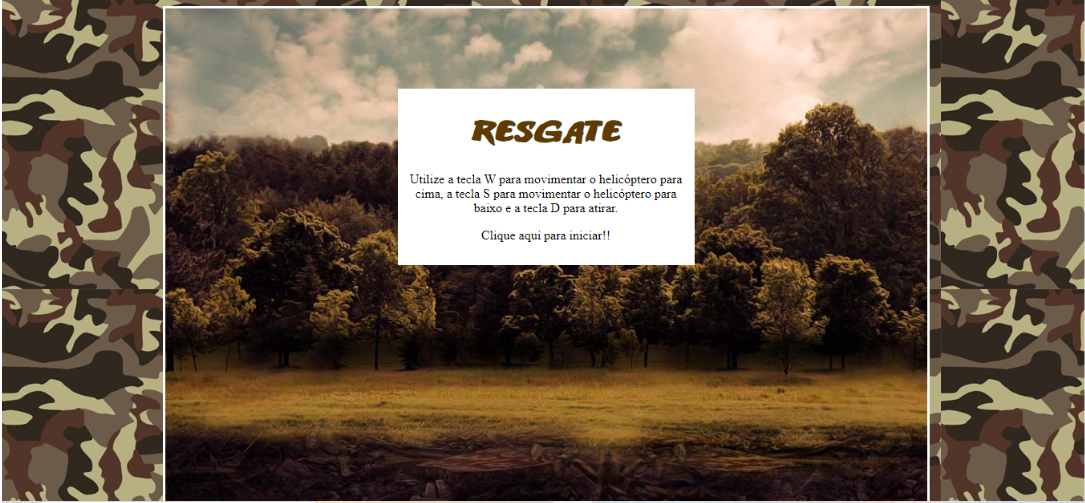 RESGATE
Utilize a tecla W para movimentar o helicóptero para
cima, a tecla S para movimentar o helicóptero para
baixo e a tecla D para atirar.
Clique aqui para iniciar!!